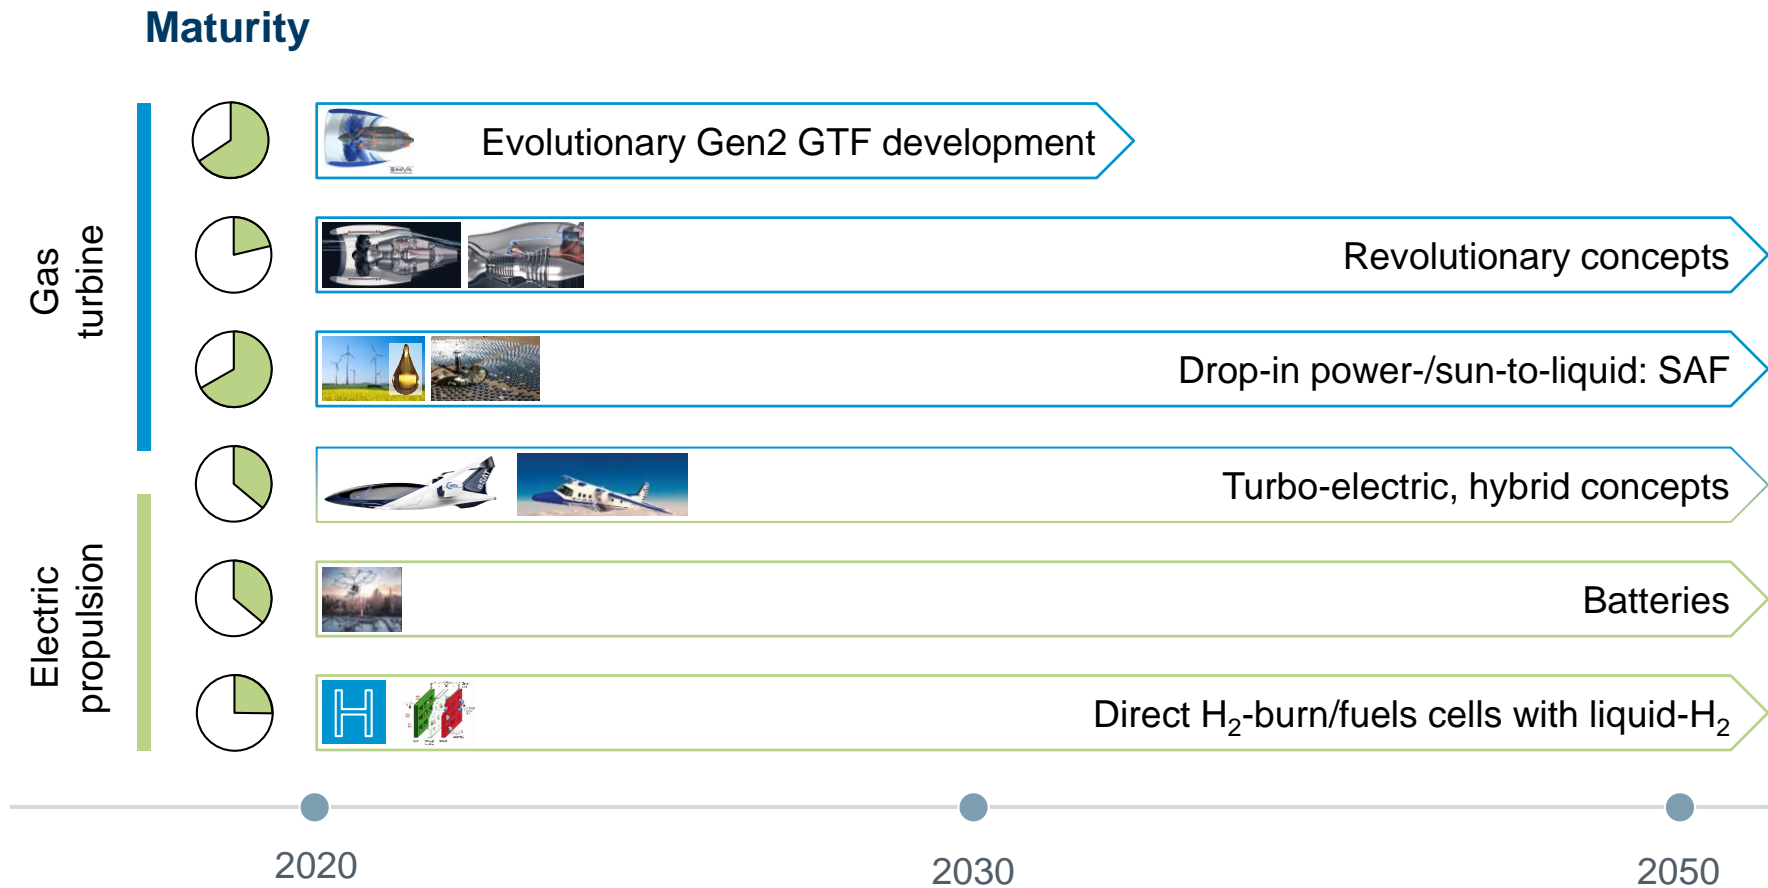 Maturity
Gas
turbine
Evolutionary Gen2 GTF development
Revolutionary concepts
Drop-in power-/sun-to-liquid: SAF
Turbo-electric, hybrid concepts
Electric
propulsion
Batteries
H
Direct H₂-burn/fuels cells with liquid-H₂
2020
2030
2050